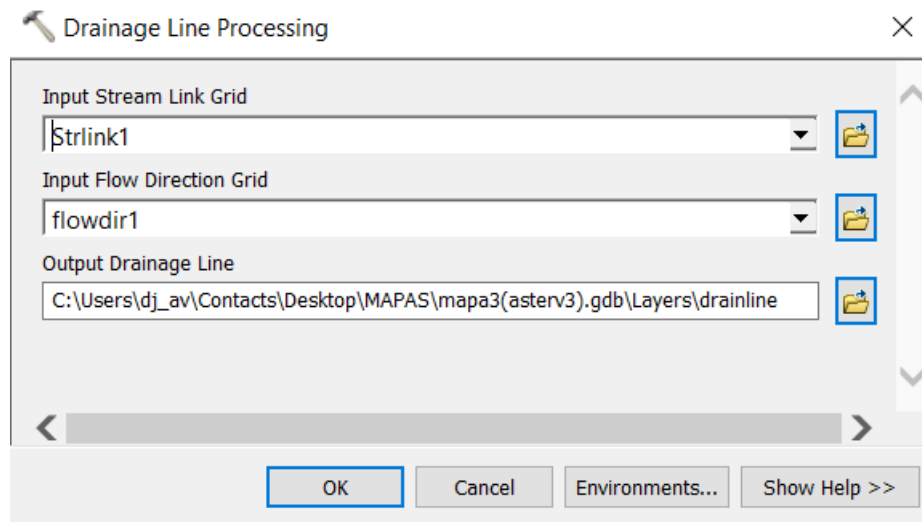 Drainage Line Processing
Input Stream Link Grid
Strlink1
Input Flow Direction Grid
flowdir1
Output Drainage Line
C:\Users\dj_av\Contacts\Desktop\MAPAS\mapa3(asterv3).gdb\Layers\drainline
OK Cancel Environments... Show Help >>